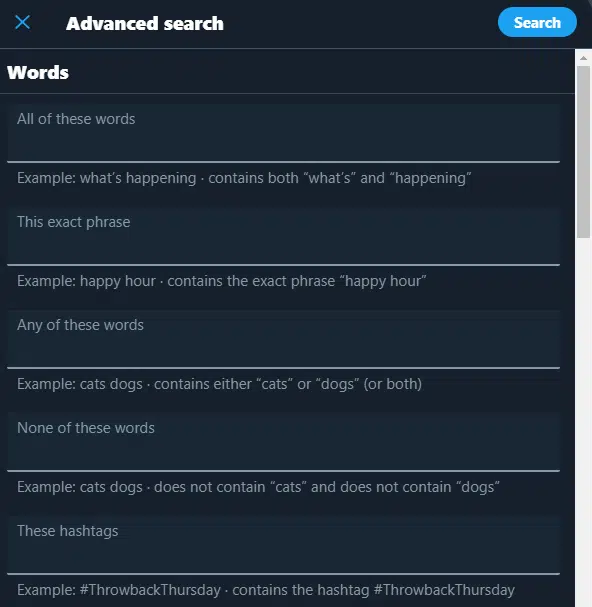 Advanced search
Search
Words
All of these words
Example: what’s happening · contains both “what’s” and “happening”
This exact phrase
Example: happy hour · contains the exact phrase “happy hour”
Any of these words
Example: cats dogs · contains either “cats” or “dogs” (or both)
None of these words
Example: cats dogs · does not contain “cats” and does not contain “dogs”
These hashtags
Example: #ThrowbackThursday · contains the hashtag #ThrowbackThursday